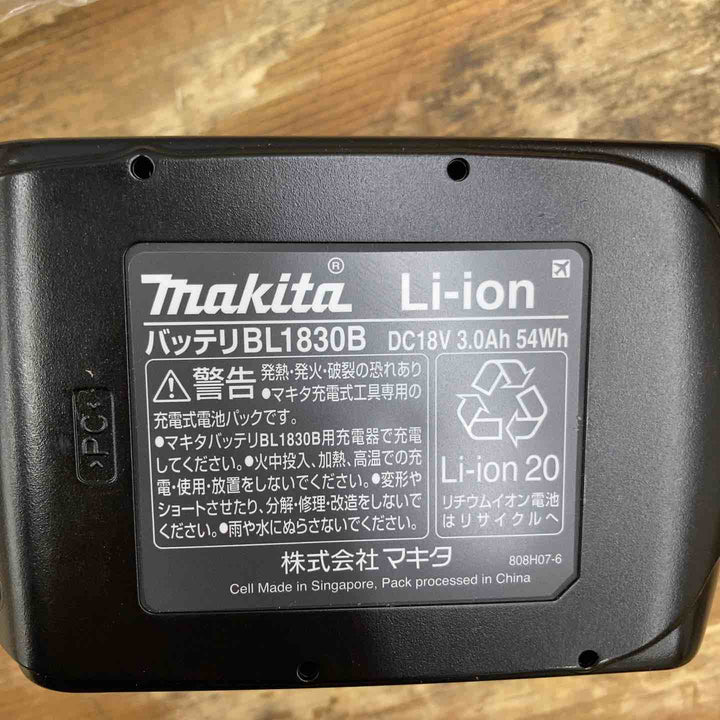 makita® Li-ion
バッテリBL1830B DC18V 3.0Ah 54Wh
警告 発熱・発火・破裂の恐れあり
●マキタ充電式工具専用の
充電式電池パックです。
●マキタバッテリBL1830B用充電器で充電
してください。●火中投入、加熱、高温での充
電・使用・放置をしないでください。●変形や
ショートさせたり、分解・修理・改造をしないで
ください。●雨や水にぬらさないでください。
Li-ion 20
リチウムイオン電池
はリサイクルへ
株式会社マキタ 808H07-6
Cell Made in Singapore, Pack processed in China
>PC<